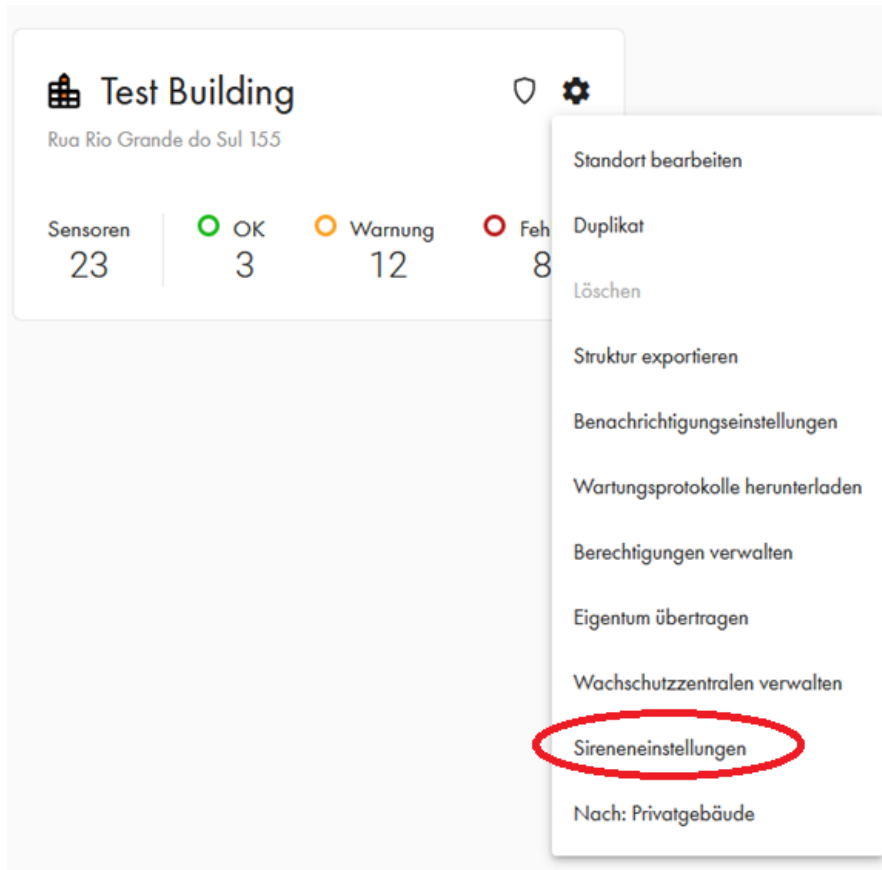 Test Building
Rua Rio Grande do Sul 155
Sensoren
OK
Warnung
Feh
23
3
12
8
Standort bearbeiten
Duplikat
Löschen
Struktur exportieren
Benachrichtigungseinstellungen
Wartungsprotokolle herunterladen
Berechtigungen verwalten
Eigentum übertragen
Wachschutzzentralen verwalten
Sireneneinstellungen
Nach: Privatgebäude